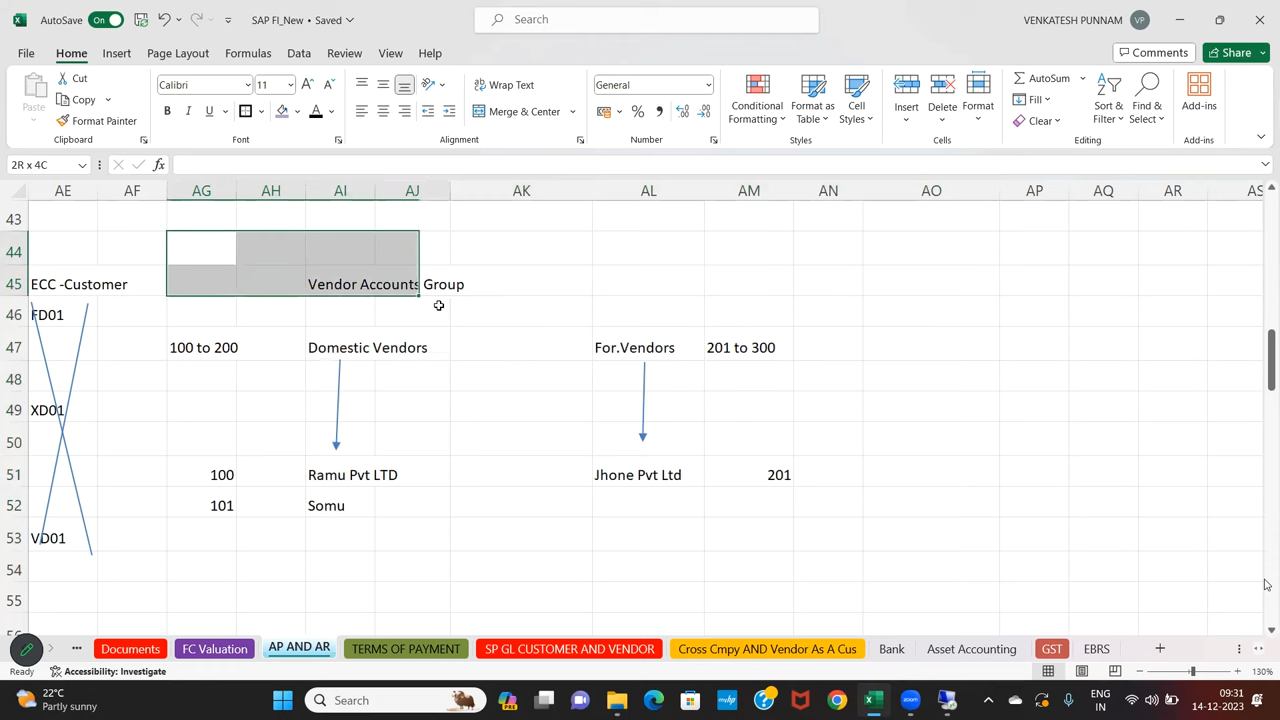 AutoSave On SAP FI_New • Saved Search VENKATESH PUNNAM VP
File Home Insert Page Layout Formulas Data Review View Help Comments Share
Paste Cut Copy Format Painter Clipboard
Calibri 11 A A B I U A Font
Wrap Text Merge & Center Alignment
General % , Number
Conditional Formatting Format as Table Cell Styles Styles
Insert Delete Format Cells
AutoSum Fill Clear Sort & Filter Find & Select Editing
Add-ins Add-ins
2R x 4C fx
AE AF AG AH AI AJ AK AL AM AN AO AP AQ AR AS
43
44
45 ECC -Customer Vendor Accounts Group
46 FD01
47 100 to 200 Domestic Vendors For.Vendors 201 to 300
48
49 XD01
50
51 100 Ramu Pvt LTD Jhone Pvt Ltd 201
52 101 Somu
53 VD01
54
55
Documents FC Valuation AP AND AR TERMS OF PAYMENT SP GL CUSTOMER AND VENDOR Cross Cmpy AND Vendor As A Cus Bank Asset Accounting GST EBRS
Ready Accessibility: Investigate 130%
22°C Partly sunny Search zoom ENG IN 09:31 14-12-2023